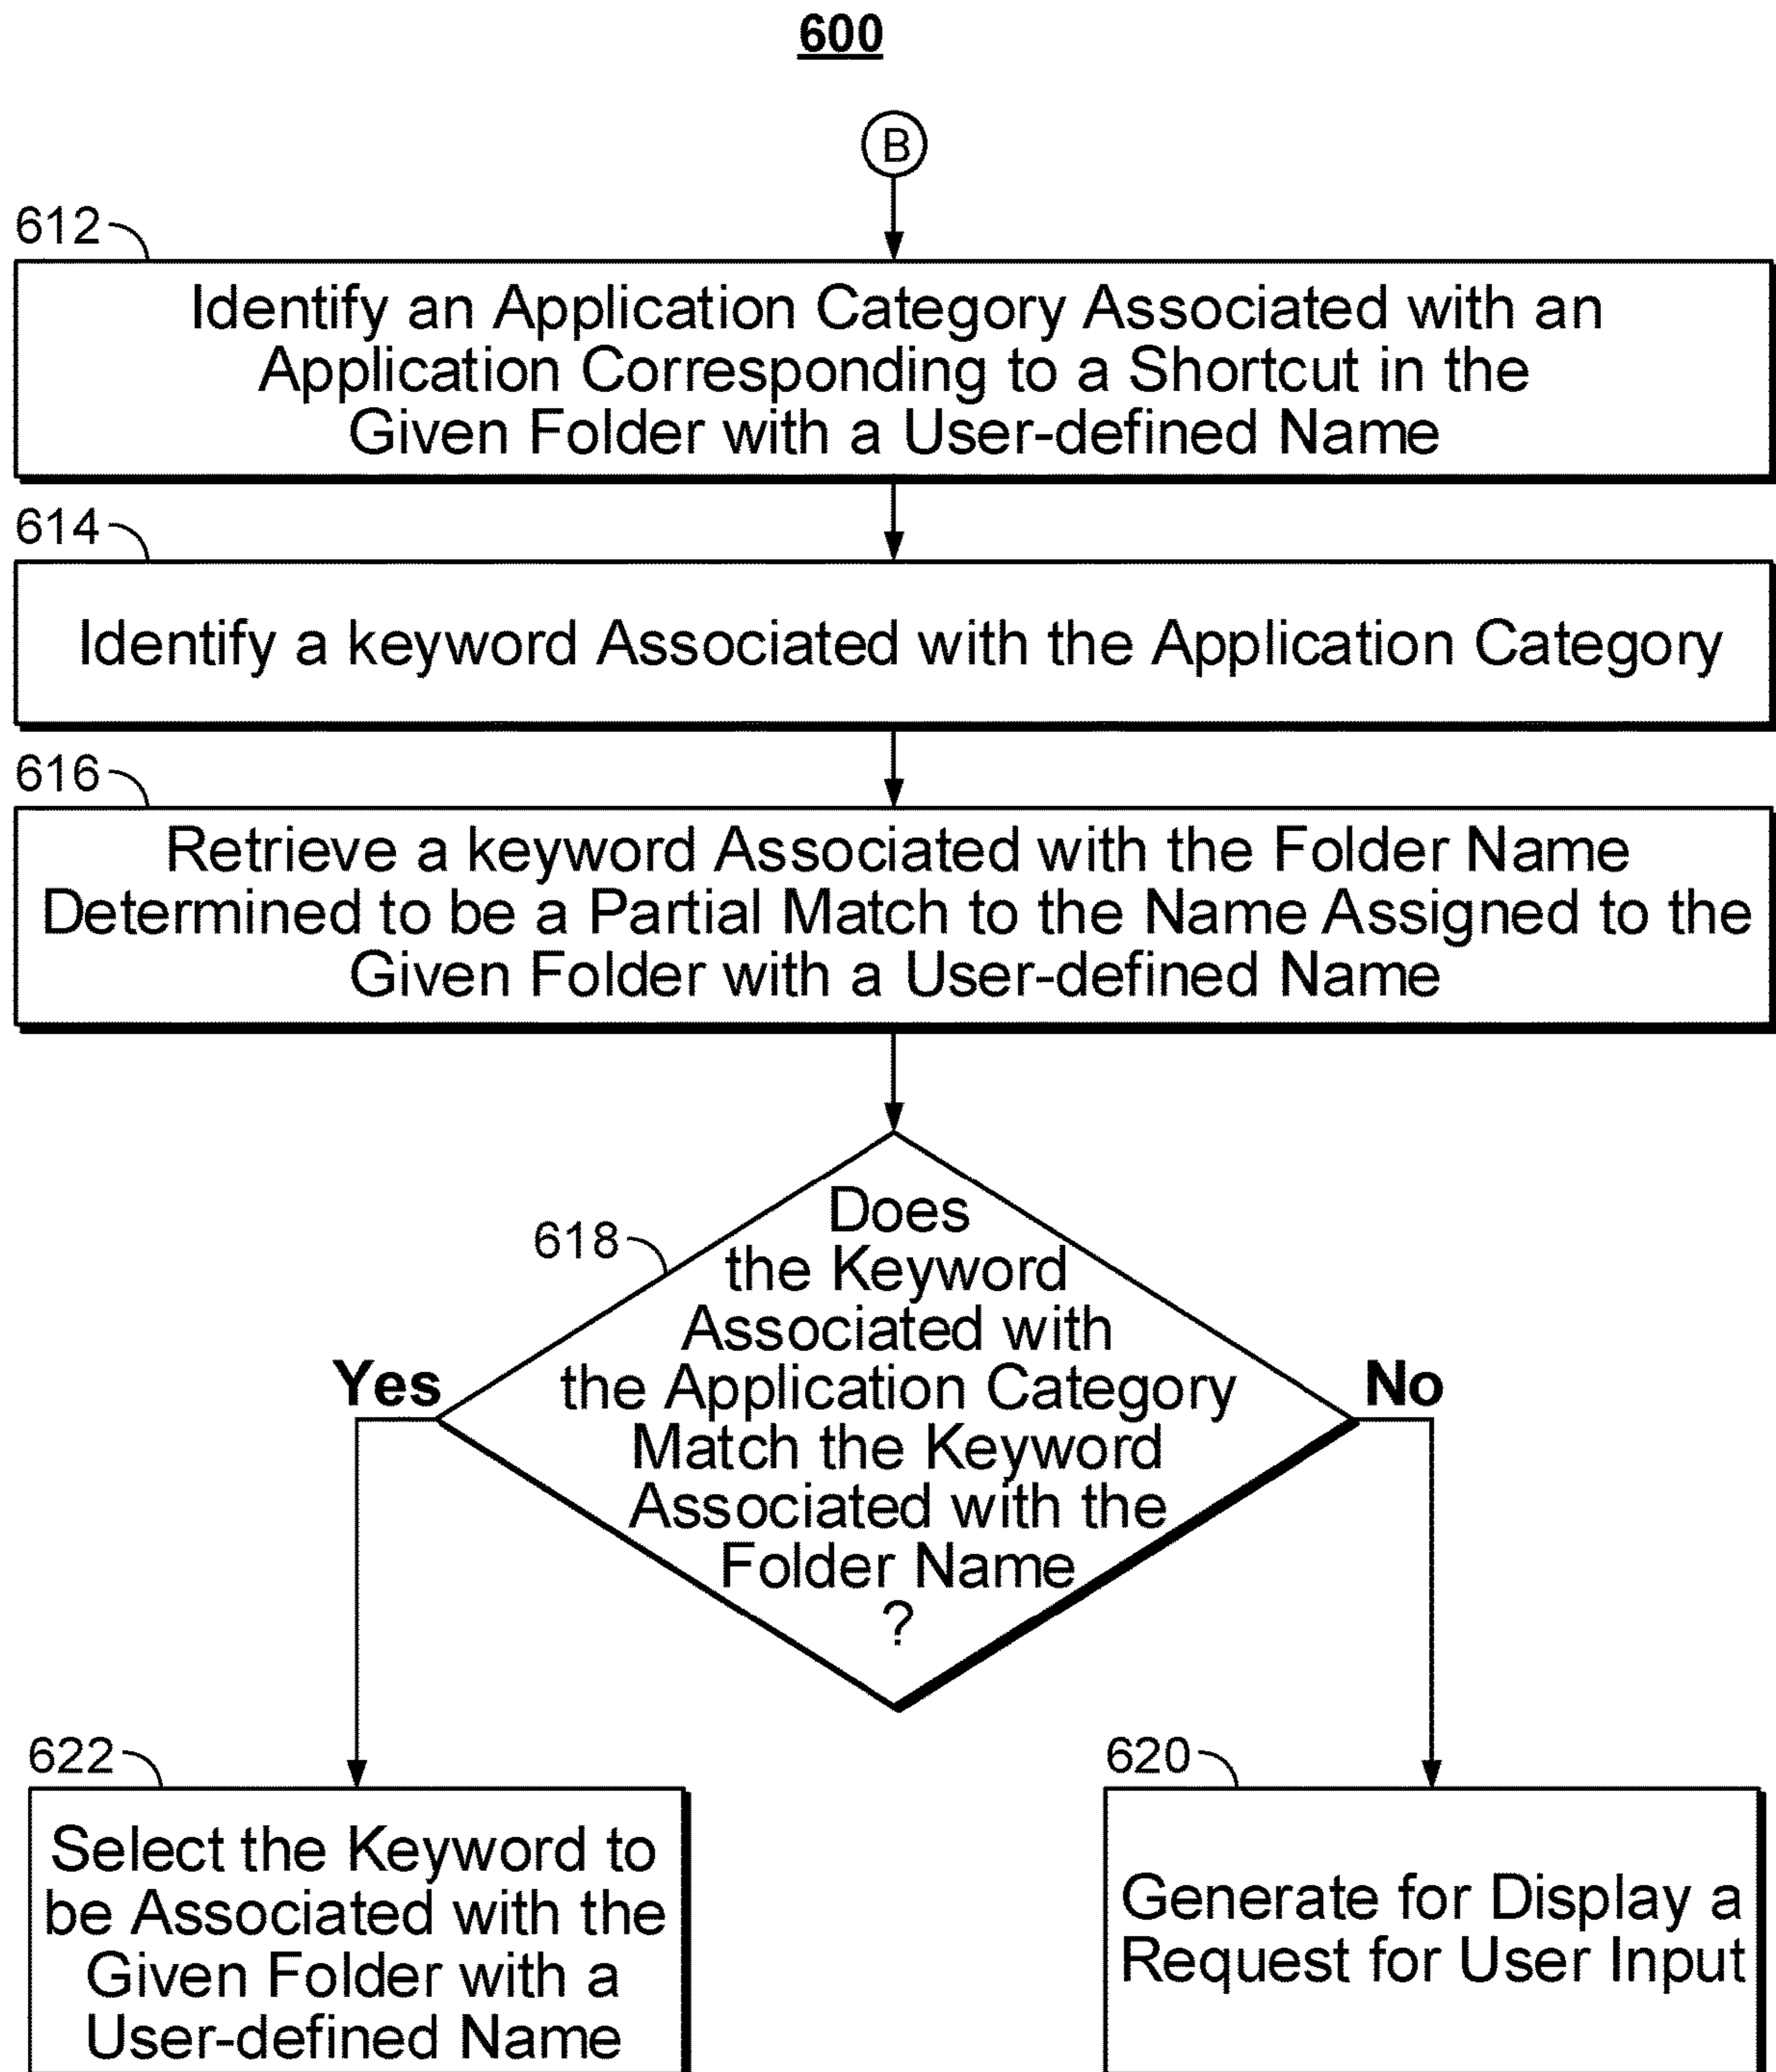 600
B
612
Identify an Application Category Associated with an
Application Corresponding to a Shortcut in the
Given Folder with a User-defined Name
614
Identify a keyword Associated with the Application Category
616
Retrieve a keyword Associated with the Folder Name
Determined to be a Partial Match to the Name Assigned to the
Given Folder with a User-defined Name
618
Does
the Keyword
Associated with
the Application Category
Match the Keyword
Associated with the
Folder Name
?
Yes
No
622
Select the Keyword to
be Associated with the
Given Folder with a
User-defined Name
620
Generate for Display a
Request for User Input